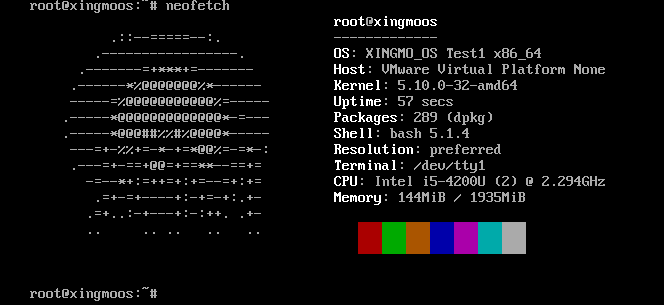 root@xingmoos:~# neofetch
root@xingmoos
-------------
OS: XINGMO_OS Test1 x86_64
Host: VMware Virtual Platform None
Kernel: 5.10.0-32-amd64
Uptime: 57 secs
Packages: 289 (dpkg)
Shell: bash 5.1.4
Resolution: preferred
Terminal: /dev/tty1
CPU: Intel i5-4200U (2) @ 2.294GHz
Memory: 144MiB / 1935MiB
root@xingmoos:~#